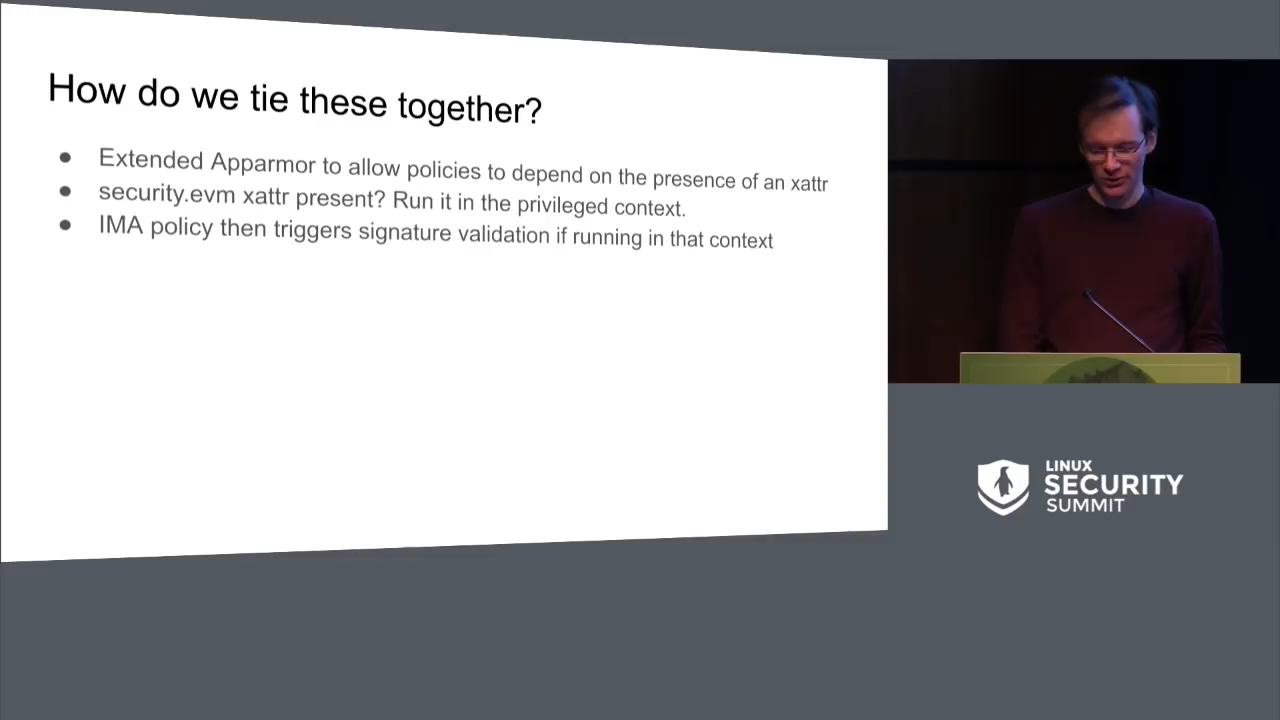 How do we tie these together?
● Extended Apparmor to allow policies to depend on the presence of an xattr
● security.evm xattr present? Run it in the privileged context.
● IMA policy then triggers signature validation if running in that context
LINUX
SECURITY
SUMMIT